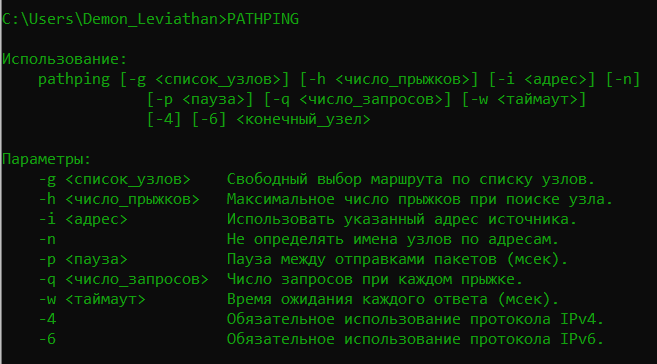 C:\Users\Demon_Leviathan>PATHPING
Использование:
pathping [-g <список_узлов>] [-h <число_прыжков>] [-i <адрес>] [-n]
[-p <пауза>] [-q <число_запросов>] [-w <таймаут>]
[-4] [-6] <конечный_узел>
Параметры:
-g <список_узлов> Свободный выбор маршрута по списку узлов.
-h <число_прыжков> Максимальное число прыжков при поиске узла.
-i <адрес> Использовать указанный адрес источника.
-n Не определять имена узлов по адресам.
-p <пауза> Пауза между отправками пакетов (мсек).
-q <число_запросов> Число запросов при каждом прыжке.
-w <таймаут> Время ожидания каждого ответа (мсек).
-4 Обязательное использование протокола IPv4.
-6 Обязательное использование протокола IPv6.